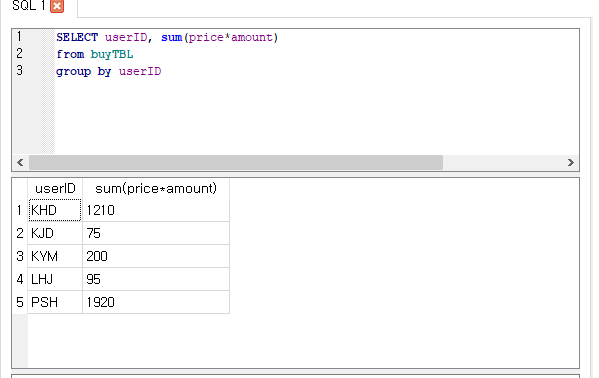 SQL 1
1 SELECT userID, sum(price*amount)
2 from buyTBL
3 group by userID
userID sum(price*amount)
1 KHD 1210
2 KJD 75
3 KYM 200
4 LHJ 95
5 PSH 1920